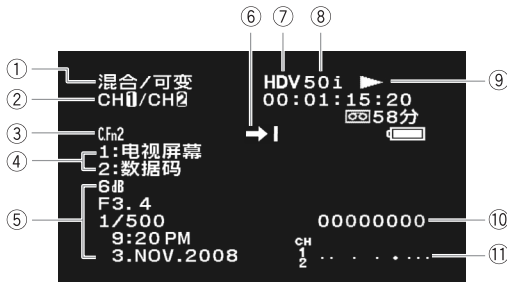 ⑥ ⑦ ⑧
① 混合/可变 HDV 50i ⑨
② CH1/CH2 00:01:15:20
58分
③ C.Fn2
④ 1:电视屏幕
2:数据码
⑤ 6dB
F3.4
1/500 00000000 ⑩
9:20 PM
3.NOV.2008
CH
1
2 ⑪